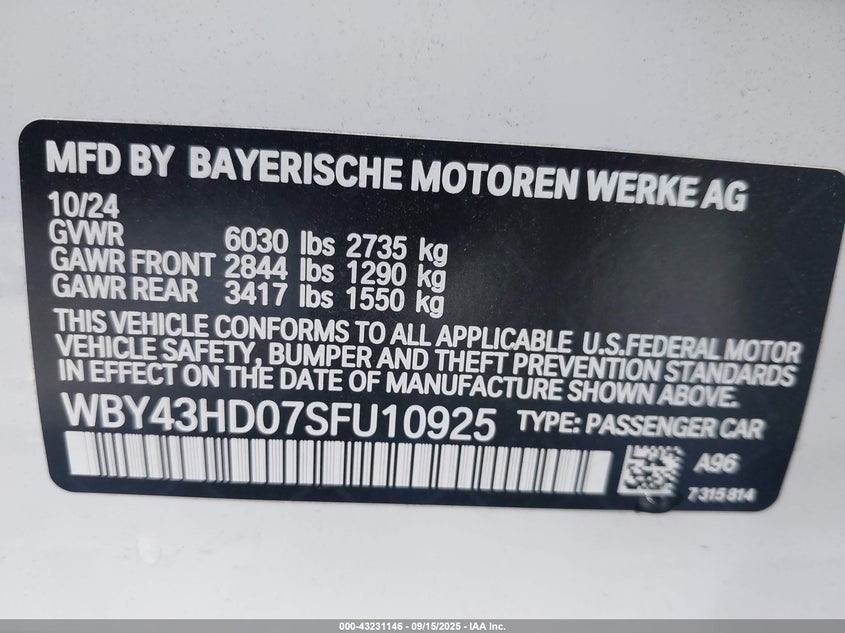 MFD BY BAYERISCHE MOTOREN WERKE AG
10/24
GVWR 6030 lbs 2735 kg
GAWR FRONT 2844 lbs 1290 kg
GAWR REAR 3417 lbs 1550 kg
THIS VEHICLE CONFORMS TO ALL APPLICABLE U.S.FEDERAL MOTOR
VEHICLE SAFETY, BUMPER AND THEFT PREVENTION STANDARDS
IN EFFECT ON THE DATE OF MANUFACTURE SHOWN ABOVE.
WBY43HD07SFU10925 TYPE: PASSENGER CAR
A96
7315814
000-43231146 - 09/15/2025 - IAA Inc.